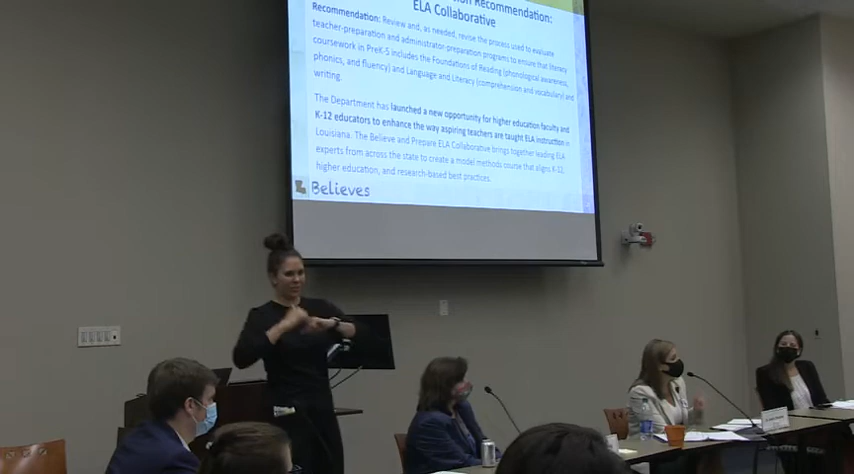 Recommendation:
ELA Collaborative
Recommendation: Review and, as needed, revise the process used to evaluate
teacher-preparation and administrator-preparation programs to ensure that literacy
coursework in PreK-5 includes the Foundations of Reading (phonological awareness,
phonics, and fluency) and Language and Literacy (comprehension and vocabulary) and
writing.
The Department has launched a new opportunity for higher education faculty and
K-12 educators to enhance the way aspiring teachers are taught ELA instruction in
Louisiana. The Believe and Prepare ELA Collaborative brings together leading ELA
experts from across the state to create a model methods course that aligns K-12,
higher education, and research-based best practices.
Believes